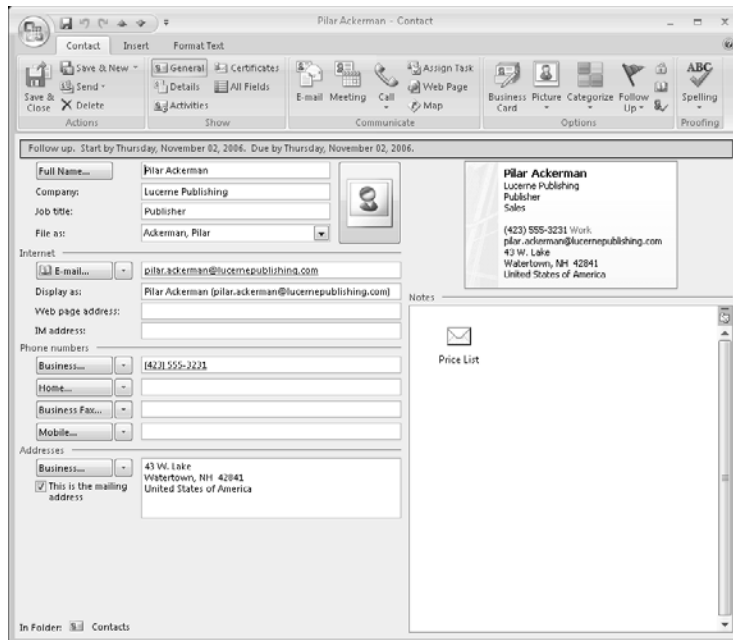 Pilar Ackerman - Contact
Contact Insert Format Text
Save & Close
Save & New
Send
Delete
Actions
General
Details
Activities
Certificates
All Fields
Show
E-mail
Meeting
Call
Assign Task
Web Page
Map
Communicate
Business Card
Picture
Categorize
Follow Up
Options
ABC
Spelling
Proofing
Follow up. Start by Thursday, November 02, 2006. Due by Thursday, November 02, 2006.
Full Name... Pilar Ackerman
Company: Lucerne Publishing
Job title: Publisher
File as: Ackerman, Pilar
Internet
E-mail... pilar.ackerman@lucernepublishing.com
Display as: Pilar Ackerman (pilar.ackerman@lucernepublishing.com)
Web page address:
IM address:
Phone numbers
Business... (423) 555-3231
Home...
Business Fax...
Mobile...
Addresses
Business... 43 W. Lake
Watertown, NH 42841
United States of America
This is the mailing address
Pilar Ackerman
Lucerne Publishing
Publisher
Sales
(423) 555-3231 Work
pilar.ackerman@lucernepublishing.com
43 W. Lake
Watertown, NH 42841
United States of America
Notes
Price List
In Folder: Contacts